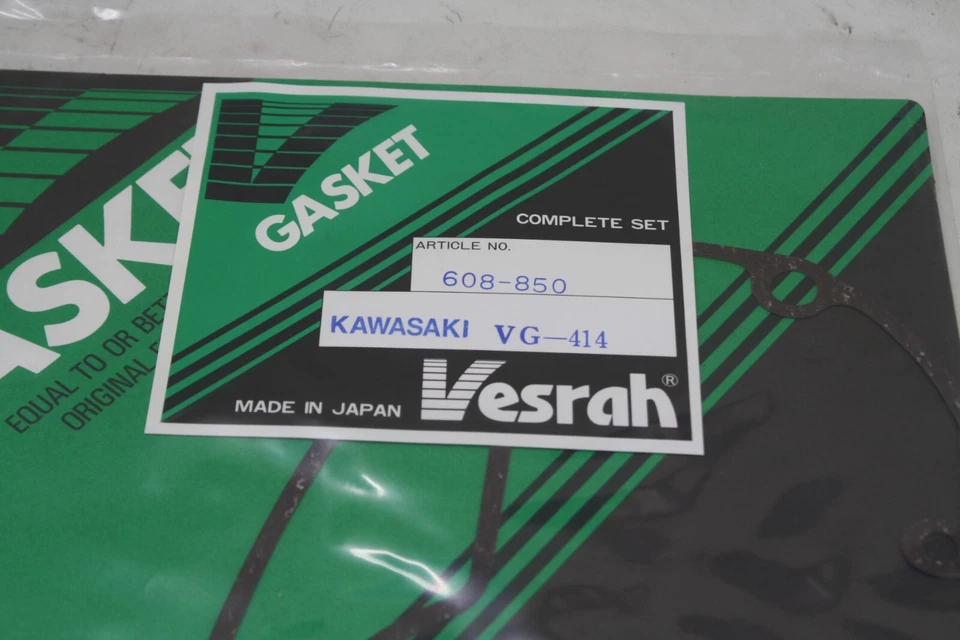 GASKET
COMPLETE SET
ARTICLE NO.
608-850
KAWASAKI VG-414
MADE IN JAPAN Vesrah®
ASKE
EQUAL TO OR
ORIGINAL